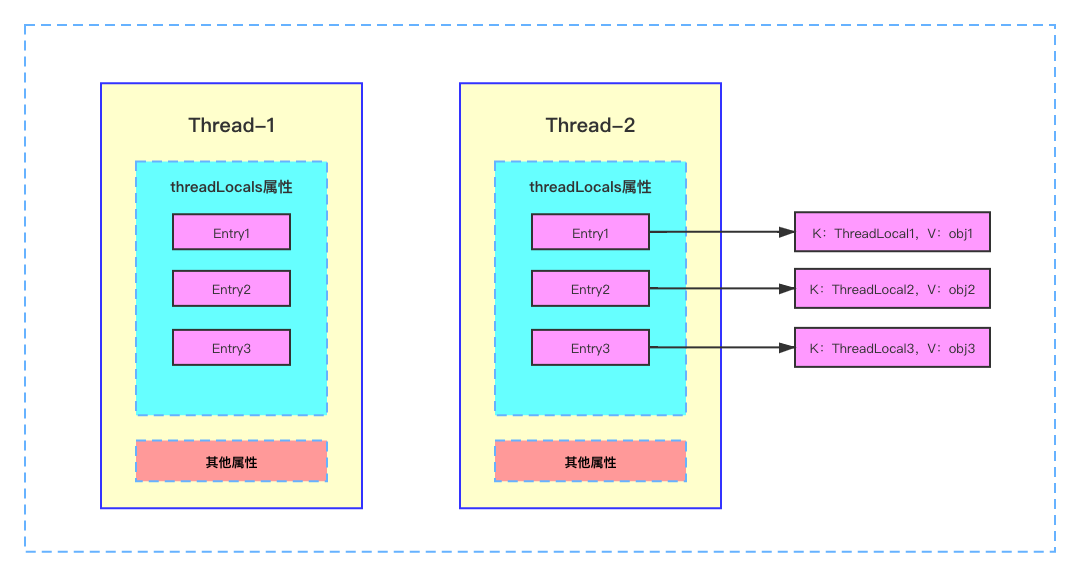 Thread-1
threadLocals属性
Entry1
Entry2
Entry3
其他属性
Thread-2
threadLocals属性
Entry1
Entry2
Entry3
其他属性
K：ThreadLocal1，V：obj1
K：ThreadLocal2，V：obj2
K：ThreadLocal3，V：obj3